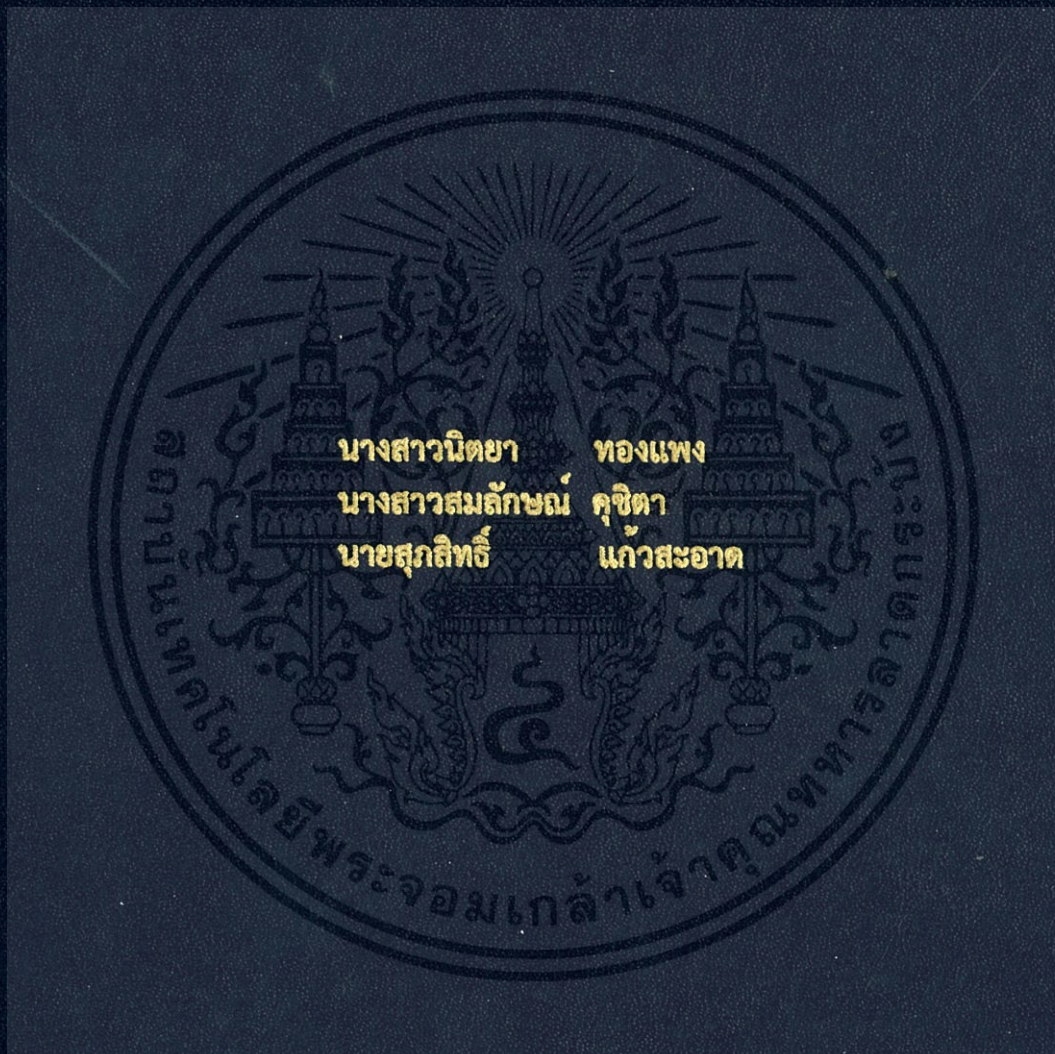 นางสาวนิตยา ทองแพง
นางสาวสมลักษณ์ คุชิตา
นายสุภสิทธิ์ แก้วสะอาด
สถาบันเทคโนโลยีพระจอมเกล้าเจ้าคุณทหารลาดกระบัง